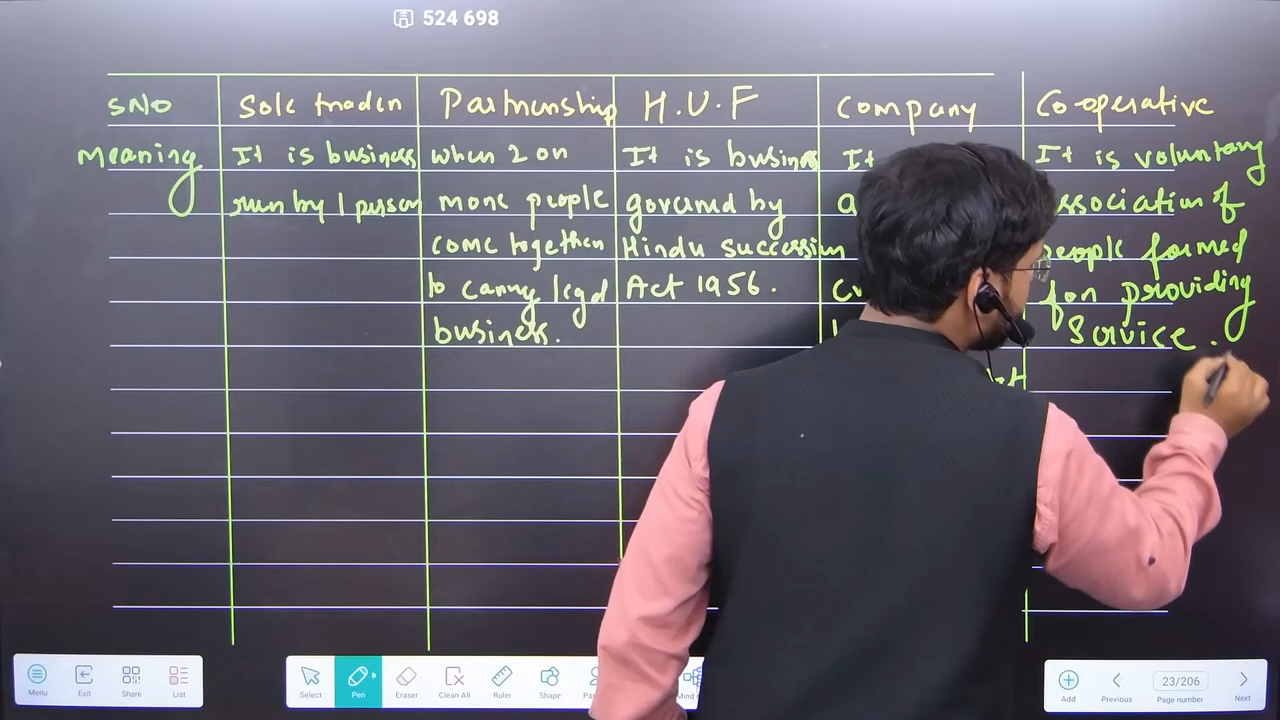 524 698
SNO Sole trader Partnership H.U.F Company Co-operative
Meaning It is business when 2 or It is business It It is voluntary
run by 1 person more people governed by a association of
come together Hindu succession people formed
to carry legal Act 1956. for providing
business. Service.
Menu Exit Share List Select Pen Eraser Clean All Ruler Shape Add Previous 23/206 Page number Next